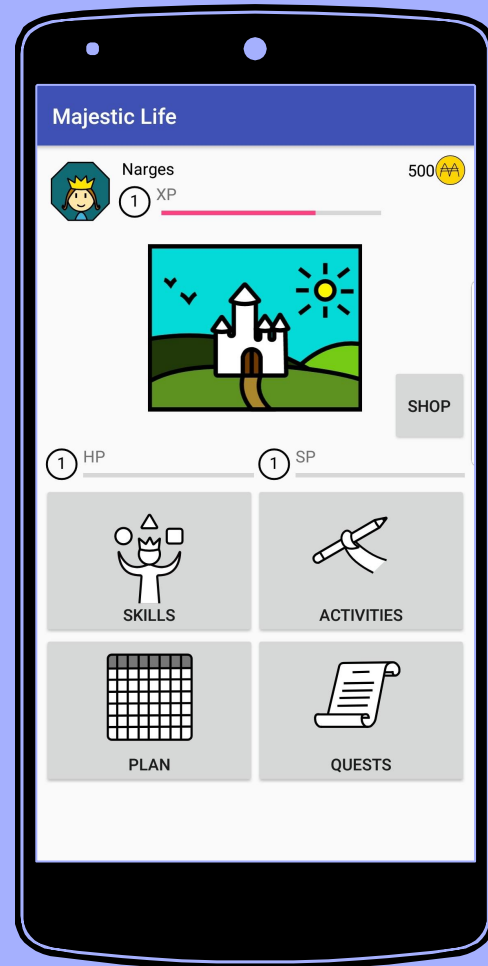 Majestic Life
Narges
500
1 XP
SHOP
1 HP
1 SP
SKILLS
ACTIVITIES
PLAN
QUESTS